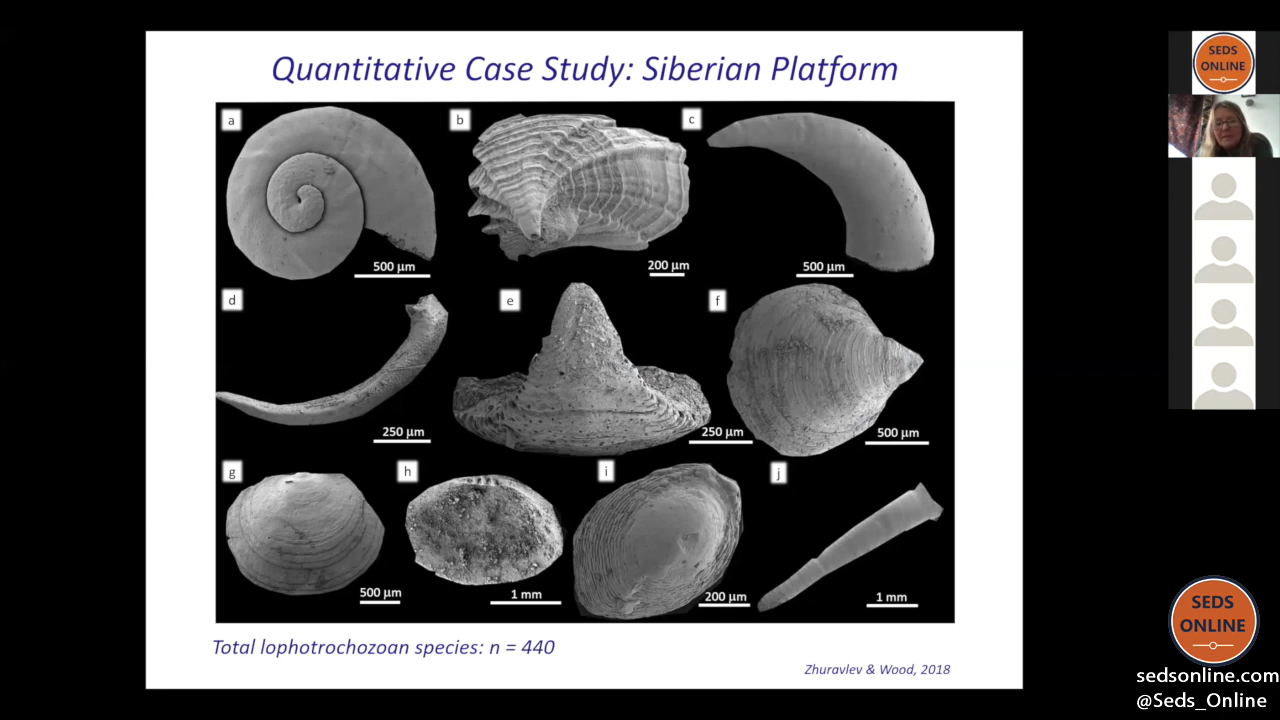 Quantitative Case Study: Siberian Platform
a
b
c
500 µm
200 µm
500 µm
d
e
f
250 µm
250 µm
500 µm
g
h
i
j
500 µm
1 mm
200 µm
1 mm
Total lophotrochozoan species: n = 440
Zhuravlev & Wood, 2018
SEDS
ONLINE
SEDS
ONLINE
sedsonline.com
@Seds_Online